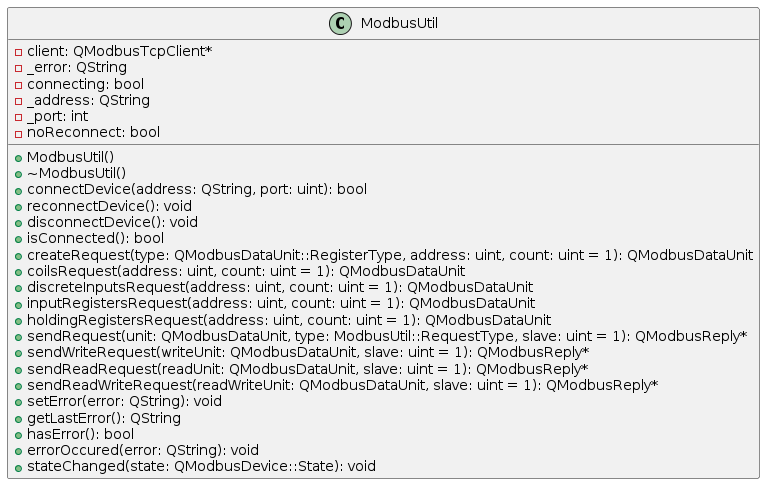 C ModbusUtil
client: QModbusTcpClient*
_error: QString
connecting: bool
_address: QString
_port: int
noReconnect: bool
ModbusUtil()
~ModbusUtil()
connectDevice(address: QString, port: uint): bool
reconnectDevice(): void
disconnectDevice(): void
isConnected(): bool
createRequest(type: QModbusDataUnit::RegisterType, address: uint, count: uint = 1): QModbusDataUnit
coilsRequest(address: uint, count: uint = 1): QModbusDataUnit
discreteInputsRequest(address: uint, count: uint = 1): QModbusDataUnit
inputRegistersRequest(address: uint, count: uint = 1): QModbusDataUnit
holdingRegistersRequest(address: uint, count: uint = 1): QModbusDataUnit
sendRequest(unit: QModbusDataUnit, type: ModbusUtil::RequestType, slave: uint = 1): QModbusReply*
sendWriteRequest(writeUnit: QModbusDataUnit, slave: uint = 1): QModbusReply*
sendReadRequest(readUnit: QModbusDataUnit, slave: uint = 1): QModbusReply*
sendReadWriteRequest(readWriteUnit: QModbusDataUnit, slave: uint = 1): QModbusReply*
setError(error: QString): void
getLastError(): QString
hasError(): bool
errorOccured(error: QString): void
stateChanged(state: QModbusDevice::State): void